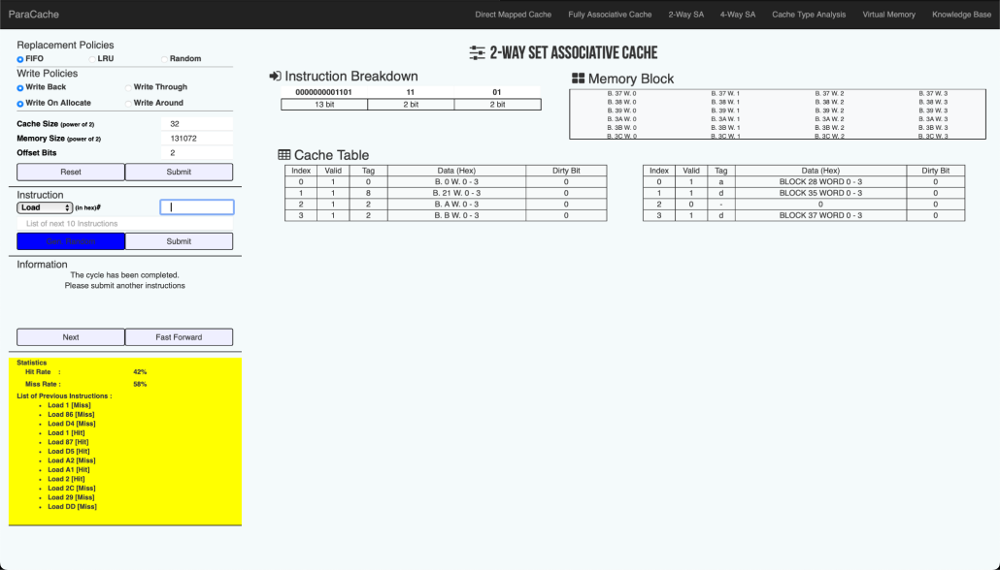 ParaCache
Direct Mapped Cache Fully Associative Cache 2-Way SA 4-Way SA Cache Type Analysis Virtual Memory Knowledge Base
2-WAY SET ASSOCIATIVE CACHE
Replacement Policies
FIFO LRU Random
Write Policies
Write Back Write Through
Write On Allocate Write Around
Cache Size (power of 2) 32
Memory Size (power of 2) 131072
Offset Bits 2
Reset Submit
Instruction
Load (in hex)#
List of next 10 Instructions
Gen. Random Submit
Information
The cycle has been completed.
Please submit another instructions
Next Fast Forward
Statistics
Hit Rate : 42%
Miss Rate : 58%
List of Previous Instructions :
Load 1 [Miss]
Load 86 [Miss]
Load D4 [Miss]
Load 1 [Hit]
Load 87 [Hit]
Load D5 [Hit]
Load A2 [Miss]
Load A1 [Hit]
Load 2 [Hit]
Load 2C [Miss]
Load 29 [Miss]
Load DD [Miss]
Instruction Breakdown
0000000001101 11 01
13 bit 2 bit 2 bit
Memory Block
B. 37 W. 0 B. 37 W. 1 B. 37 W. 2 B. 37 W. 3
B. 38 W. 0 B. 38 W. 1 B. 38 W. 2 B. 38 W. 3
B. 39 W. 0 B. 39 W. 1 B. 39 W. 2 B. 39 W. 3
B. 3A W. 0 B. 3A W. 1 B. 3A W. 2 B. 3A W. 3
B. 3B W. 0 B. 3B W. 1 B. 3B W. 2 B. 3B W. 3
B. 3C W. 0 B. 3C W. 1 B. 3C W. 2 B. 3C W. 3
Cache Table
Index Valid Tag Data (Hex) Dirty Bit
0 1 0 B. 0 W. 0 - 3 0
1 1 8 B. 21 W. 0 - 3 0
2 1 2 B. A W. 0 - 3 0
3 1 2 B. B W. 0 - 3 0
Index Valid Tag Data (Hex) Dirty Bit
0 1 a BLOCK 28 WORD 0 - 3 0
1 1 d BLOCK 35 WORD 0 - 3 0
2 0 - 0 0
3 1 d BLOCK 37 WORD 0 - 3 0